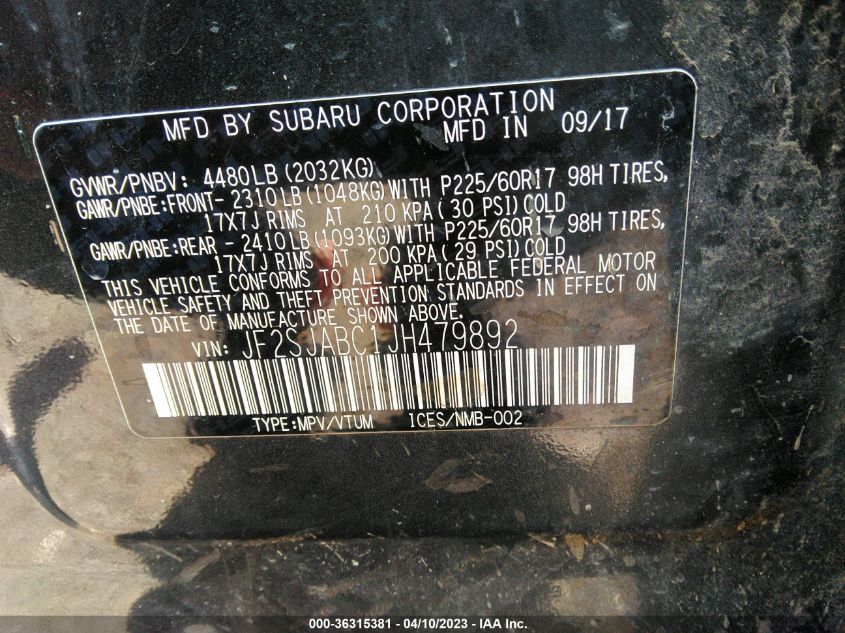 MFD BY SUBARU CORPORATION
MFD IN 09/17
GVWR/PNBV: 4480LB (2032KG)
GAWR/PNBE:FRONT- 2310 LB(1048KG)WITH P225/60R17 98H TIRES,
17X7J RIMS AT 210 KPA(30 PSI)COLD
GAWR/PNBE:REAR - 2410 LB(1093KG)WITH P225/60R17 98H TIRES,
17X7J RIMS AT 200 KPA(29 PSI)COLD
THIS VEHICLE CONFORMS TO ALL APPLICABLE FEDERAL MOTOR
VEHICLE SAFETY AND THEFT PREVENTION STANDARDS IN EFFECT ON
THE DATE OF MANUFACTURE SHOWN ABOVE.
VIN: JF2SJABC1JH479892
TYPE:MPV/VTUM ICES/NMB-002
000-36315381 - 04/10/2023 - IAA Inc.